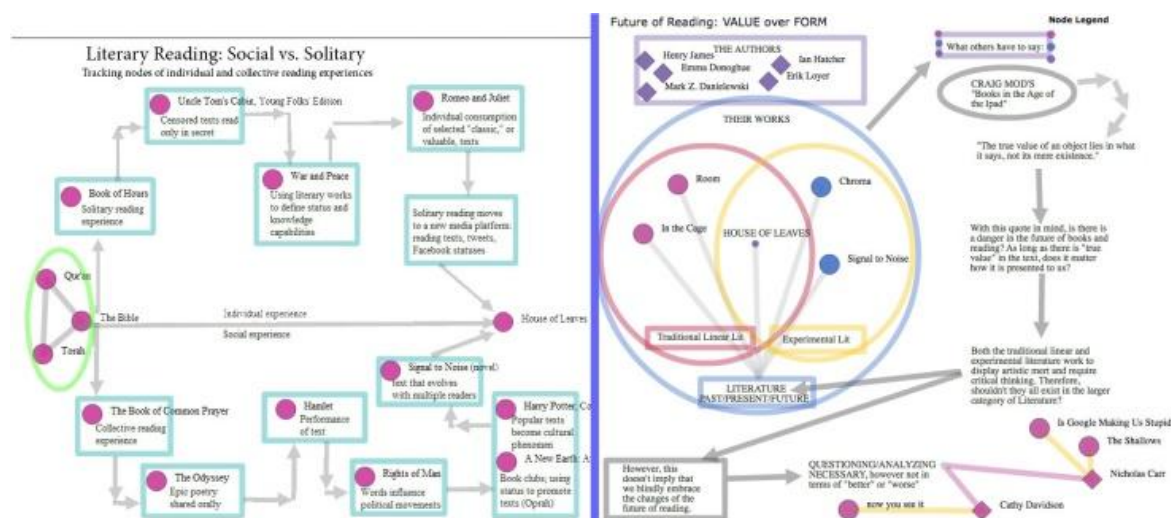 Literary Reading: Social vs. Solitary
Tracking nodes of individual and collective reading experiences
Uncle Tom's Cabin, Young Folks' Edition
Censored texts read
only in secret
Romeo and Juliet
Individual consumption
of selected "classic," or
valuable, texts
War and Peace
Using literary works
to define status and
knowledge
capabilities
Book of Hours
Solitary reading
experience
Solitary reading moves
to a new media platform:
reading texts, tweets,
Facebook statuses
Qur'an
The Bible
Torah
Individual experience
Social experience
House of Leaves
Signal to Noise (novel)
Text that evolves
with multiple readers
The Book of Common Prayer
Collective reading
experience
Hamlet
Performance
of text
Harry Potter, Co
Popular texts
become cultural
phenomen
The Odyssey
Epic poetry
shared orally
Rights of Man
Words influence
political movements
A New Earth: A
Book clubs; using
status to promote
texts (Oprah)
Future of Reading: VALUE over FORM
Node Legend
THE AUTHORS
Henry James
Emma Donoghue
Mark Z. Danielewski
Ian Hatcher
Erik Loyer
What others have to say:
CRAIG MOD'S
"Books in the Age of
the Ipad"
THEIR WORKS
"The true value of an object lies in what
it says, not its mere existence."
Room
Chroma
In the Cage
HOUSE OF LEAVES
Signal to Noise
With this quote in mind, is there is
a danger in the future of books and
reading? As long as there is "true
value" in the text, does it matter
how it is presented to us?
Traditional Linear Lit.
Experimental Lit
LITERATURE
PAST/PRESENT/FUTURE
Both the traditional linear and
experimental literature work to
display artistic merit and require
critical thinking. Therefore,
shouldn't they all exist in the larger
category of Literature?
Is Google Making Us Stupid
The Shallows
Nicholas Carr
However, this
doesn't imply that
we blindly embrace
the changes of the
future of reading.
QUESTIONING/ANALYZING
NECESSARY, however not in
terms of "better" or "worse"
now you see it
Cathy Davidson